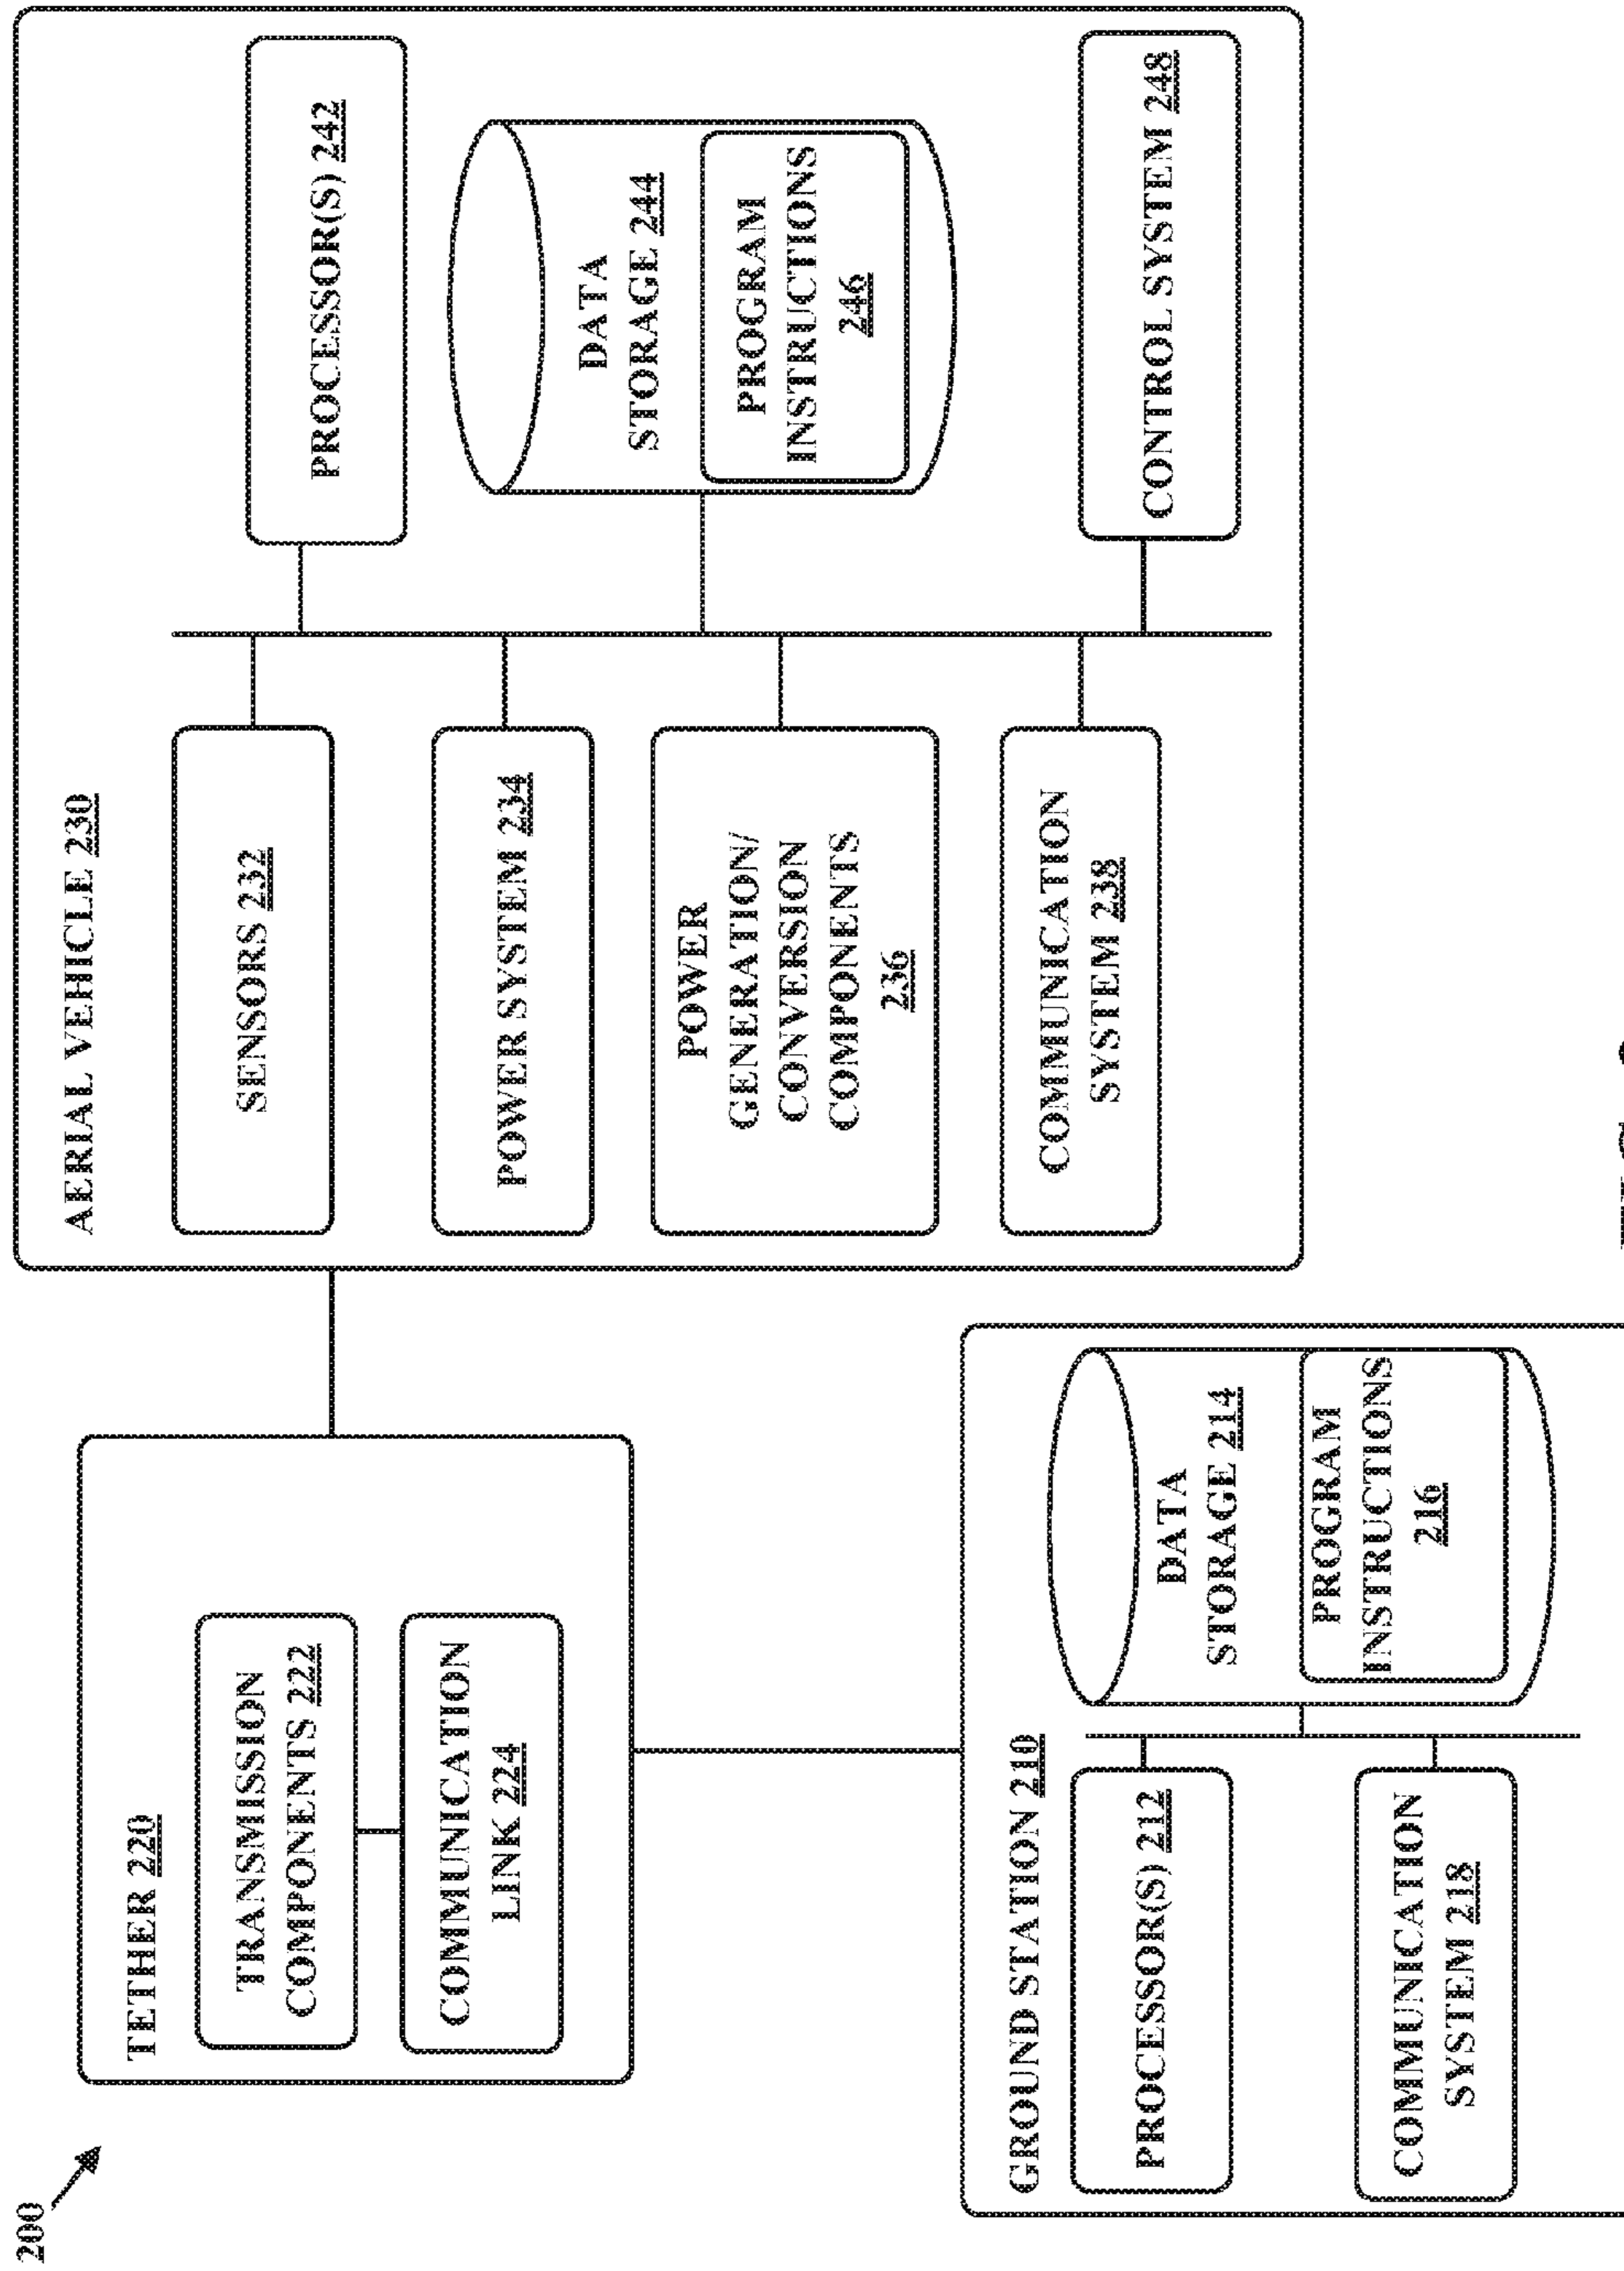 200
TETHER 220
TRANSMISSION
COMPONENTS 222
COMMUNICATION
LINK 224
GROUND STATION 210
PROCESSOR(S) 212
COMMUNICATION
SYSTEM 218
DATA
STORAGE 214
PROGRAM
INSTRUCTIONS
216
AERIAL VEHICLE 230
SENSORS 232
POWER SYSTEM 234
POWER
GENERATION/
CONVERSION
COMPONENTS
236
COMMUNICATION
SYSTEM 238
PROCESSOR(S) 242
DATA
STORAGE 244
PROGRAM
INSTRUCTIONS
246
CONTROL SYSTEM 248